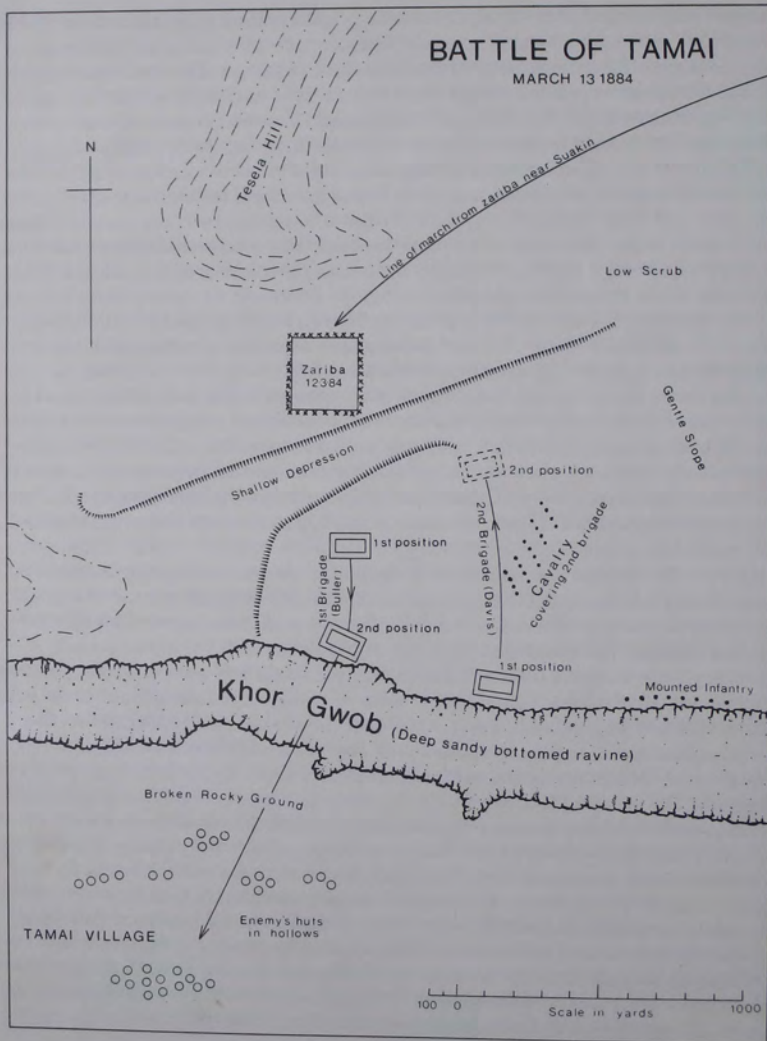 BATTLE OF TAMAI
MARCH 13 1884
N
Tesela Hill
Line of march from zariba near Suakin
Low Scrub
Zariba
12384
Gentle Slope
Shallow Depression
2nd position
1st position
2nd Brigade (Davis)
Cavalry
covering 2nd brigade
1st Brigade
(Buller)
2nd position
1st position
Mounted Infantry
Khor Gwob (Deep sandy bottomed ravine)
Broken Rocky Ground
Enemy's huts
in hollows
TAMAI VILLAGE
100 0 1000
Scale in yards